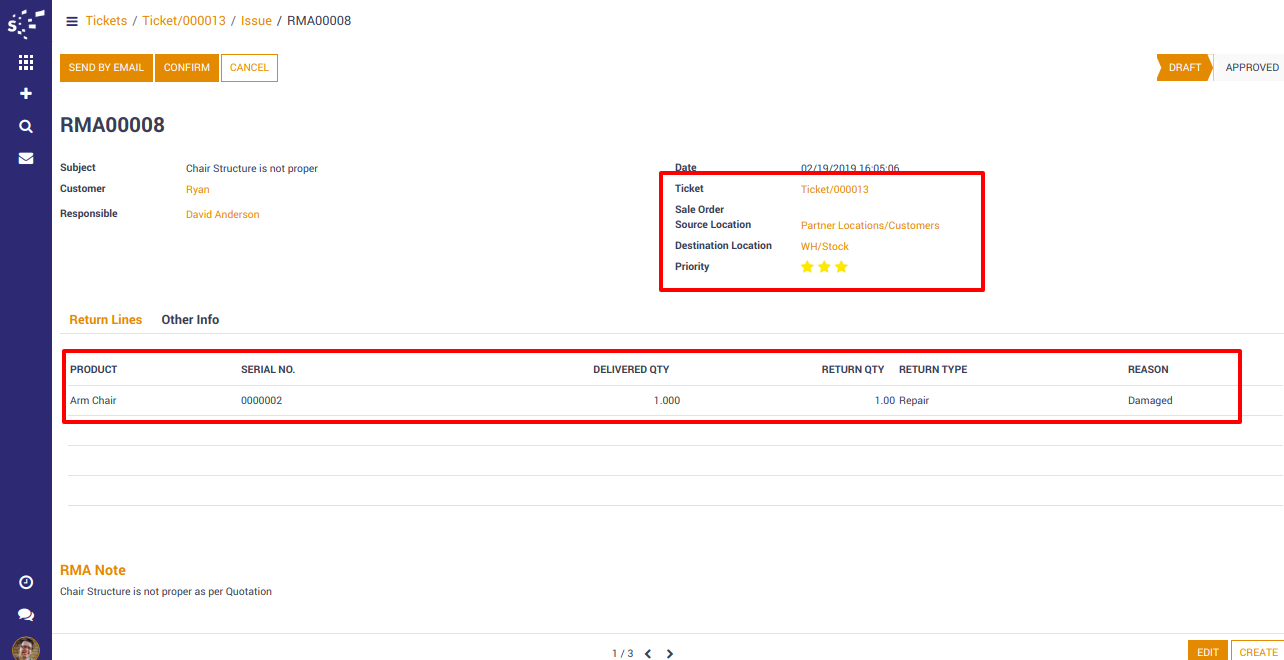 Tickets / Ticket/000013 / Issue / RMA00008
SEND BY EMAIL CONFIRM CANCEL DRAFT APPROVED
RMA00008
Subject Chair Structure is not proper Date 02/19/2019 16:05:06
Customer Ryan Ticket Ticket/000013
Responsible David Anderson Sale Order
Source Location Partner Locations/Customers
Destination Location WH/Stock
Priority
Return Lines Other Info
PRODUCT SERIAL NO. DELIVERED QTY RETURN QTY RETURN TYPE REASON
Arm Chair 0000002 1.000 1.00 Repair Damaged
RMA Note
Chair Structure is not proper as per Quotation
1 / 3 EDIT CREATE